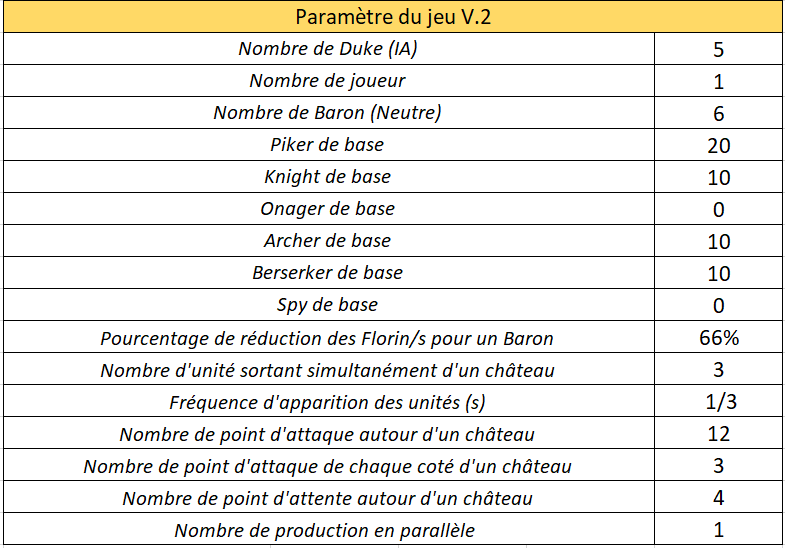 Paramètre du jeu V.2
Nombre de Duke (IA) 5
Nombre de joueur 1
Nombre de Baron (Neutre) 6
Piker de base 20
Knight de base 10
Onager de base 0
Archer de base 10
Berserker de base 10
Spy de base 0
Pourcentage de réduction des Florin/s pour un Baron 66%
Nombre d'unité sortant simultanément d'un château 3
Fréquence d'apparition des unités (s) 1/3
Nombre de point d'attaque autour d'un château 12
Nombre de point d'attaque de chaque coté d'un château 3
Nombre de point d'attente autour d'un château 4
Nombre de production en parallèle 1